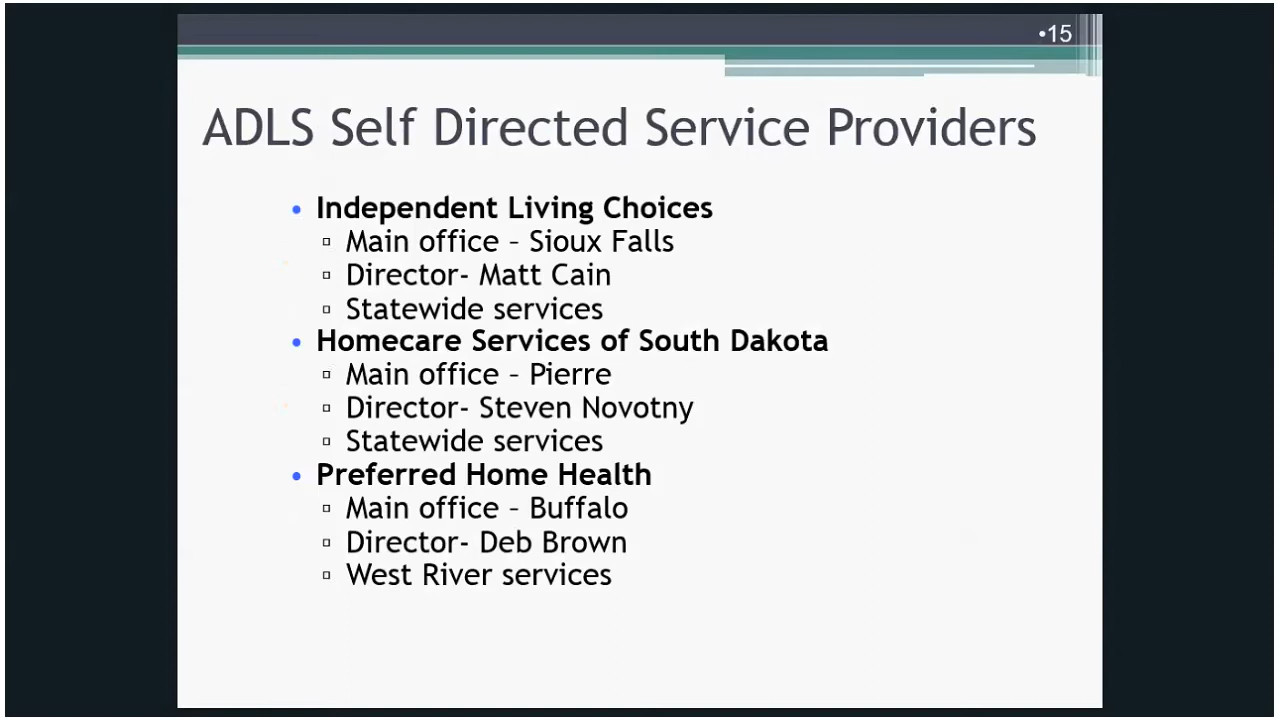 •15
ADLS Self Directed Service Providers
• Independent Living Choices
▫ Main office – Sioux Falls
▫ Director- Matt Cain
▫ Statewide services
• Homecare Services of South Dakota
▫ Main office – Pierre
▫ Director- Steven Novotny
▫ Statewide services
• Preferred Home Health
▫ Main office – Buffalo
▫ Director- Deb Brown
▫ West River services